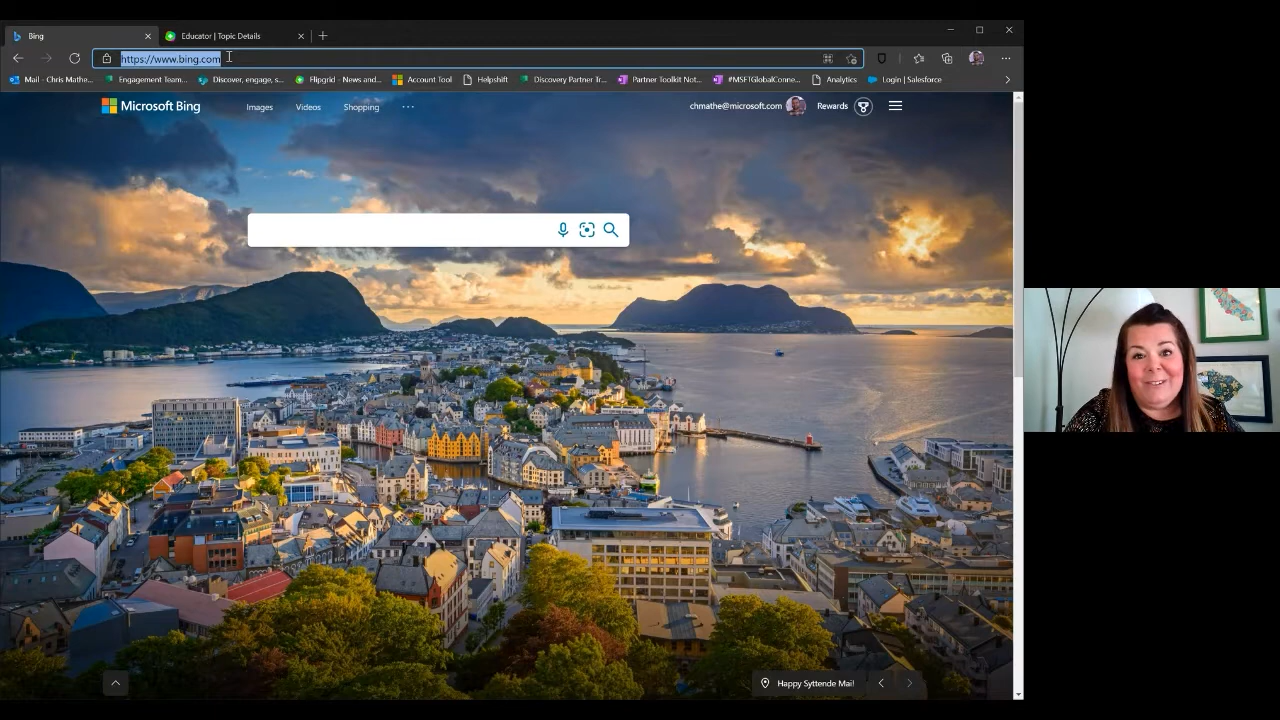 Bing
Educator | Topic Details
https://www.bing.com
Mail - Chris Mathe...
Engagement Team...
Discover, engage, s...
Flipgrid - News and...
Account Tool
Helpshift
Discovery Partner Tr...
Partner Toolkit Not...
#MSFTGlobalConne...
Analytics
Login | Salesforce
Microsoft Bing
Images
Videos
Shopping
chmathe@microsoft.com
Rewards
Happy Syttende Mai!